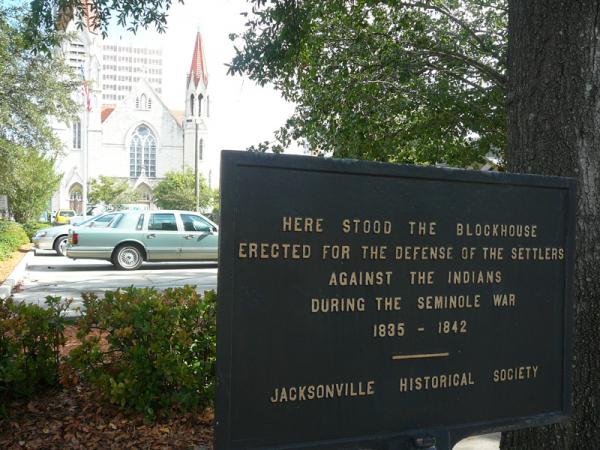 HERE STOOD THE BLOCKHOUSE
ERECTED FOR THE DEFENSE OF THE SETTLERS
AGAINST THE INDIANS
DURING THE SEMINOLE WAR
1835 - 1842
JACKSONVILLE HISTORICAL SOCIETY